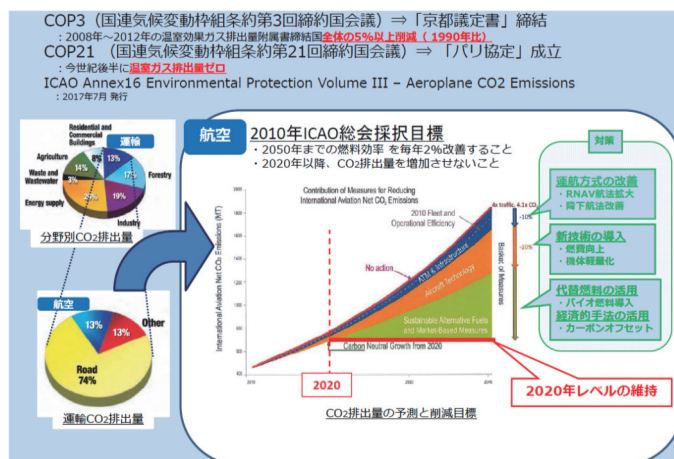 COP3（国連気候変動枠組条約第3回締約国会議）⇒「京都議定書」締結
：2008年～2012年の温室効果ガス排出量附属書締結国全体の5%以上削減（1990年比）
COP21 （国連気候変動枠組条約第21回締約国会議）⇒「パリ協定」成立
：今世紀後半に温室ガス排出量ゼロ
ICAO Annex16 Environmental Protection Volume III – Aeroplane CO2 Emissions
：2017年7月 発行
Residential and
Commercial
Buildings
8%
運輸
13%
Agriculture
14%
Forestry
17%
Waste and
Wastewater
3%
Energy supply
Industry
19%
分野別CO2排出量
航空
13%
13%
Other
Road
74%
運輸CO2排出量
航空
2010年ICAO総会採択目標
・2050年までの燃料効率 を毎年2%改善すること
・2020年以降、CO2排出量を増加させないこと
Contribution of Measures for Reducing
International Aviation Net CO2 Emissions
International Aviation Net CO2 Emissions (MT)
2010 Fleet and
Operational Efficiency
No action
ATM & Infrastructure
Aircraft Technology
Sustainable Alternative Fuels
and Market-Based Measures
Carbon Neutral Growth from 2020
4x traffic, 4.1x CO2
Basket of Measures
2020
CO2排出量の予測と削減目標
対策
運航方式の改善
・RNAV航法拡大
・降下航法改善
新技術の導入
・燃費向上
・機体軽量化
代替燃料の活用
・バイオ燃料導入
経済的手法の活用
・カーボンオフセット
2020年レベルの維持